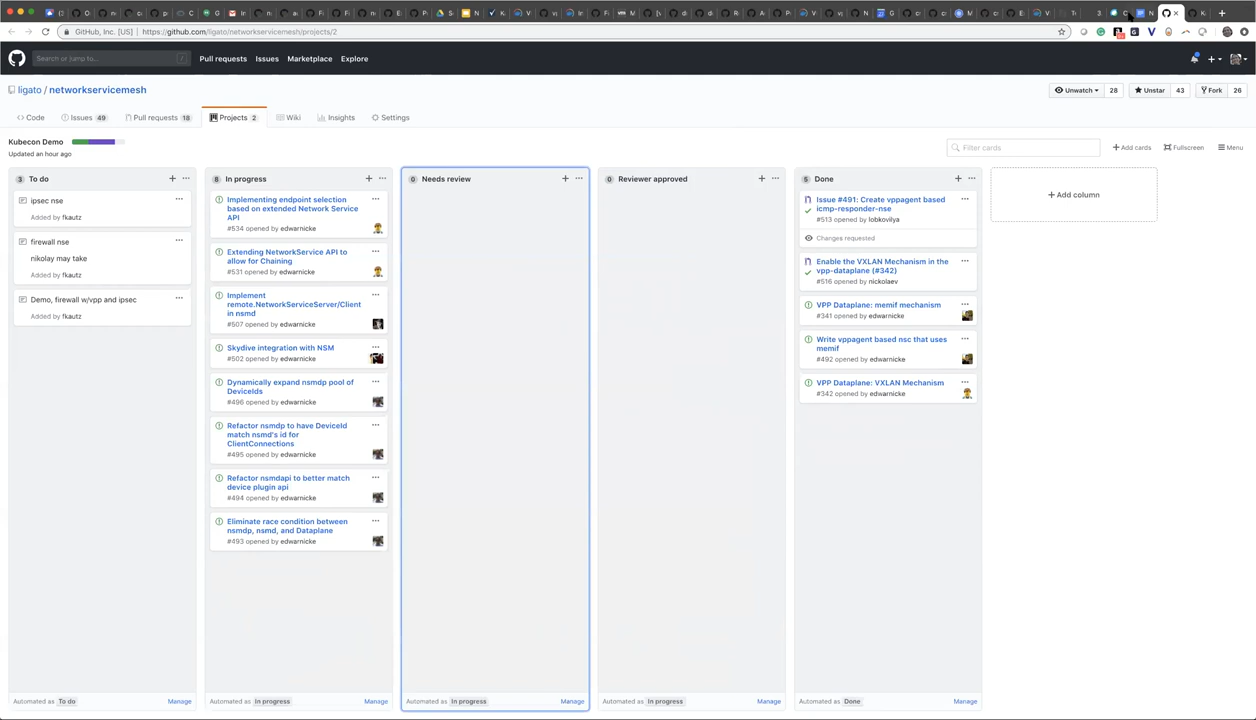 GitHub, Inc. [US]
https://github.com/ligato/networkservicemesh/projects/2
Search or jump to...
Pull requests
Issues
Marketplace
Explore
ligato / networkservicemesh
Unwatch
28
Unstar
43
Fork
26
Code
Issues 49
Pull requests 18
Projects 2
Wiki
Insights
Settings
Kubecon Demo
Updated an hour ago
Filter cards
Add cards
Fullscreen
Menu
3 To do
ipsec nse
Added by fkautz
firewall nse
nikolay may take
Added by fkautz
Demo, firewall w/vpp and ipsec
Added by fkautz
Automated as To do
Manage
8 In progress
Implementing endpoint selection
based on extended Network Service
API
#534 opened by edwarnicke
Extending NetworkService API to
allow for Chaining
#531 opened by edwarnicke
Implement
remote.NetworkServiceServer/Client
in nsmd
#507 opened by edwarnicke
Skydive integration with NSM
#502 opened by edwarnicke
Dynamically expand nsmdp pool of
DeviceIds
#496 opened by edwarnicke
Refactor nsmdp to have DeviceId
match nsmd's id for
ClientConnections
#495 opened by edwarnicke
Refactor nsmdapi to better match
device plugin api
#494 opened by edwarnicke
Eliminate race condition between
nsmdp, nsmd, and Dataplane
#493 opened by edwarnicke
Automated as In progress
Manage
0 Needs review
Automated as In progress
Manage
0 Reviewer approved
Automated as In progress
Manage
5 Done
Issue #491: Create vppagent based
icmp-responder-nse
#513 opened by lobkovilya
Changes requested
Enable the VXLAN Mechanism in the
vpp-dataplane (#342)
#516 opened by nickolaev
VPP Dataplane: memif mechanism
#341 opened by edwarnicke
Write vppagent based nsc that uses
memif
#492 opened by edwarnicke
VPP Dataplane: VXLAN Mechanism
#342 opened by edwarnicke
Automated as Done
Manage
Add column